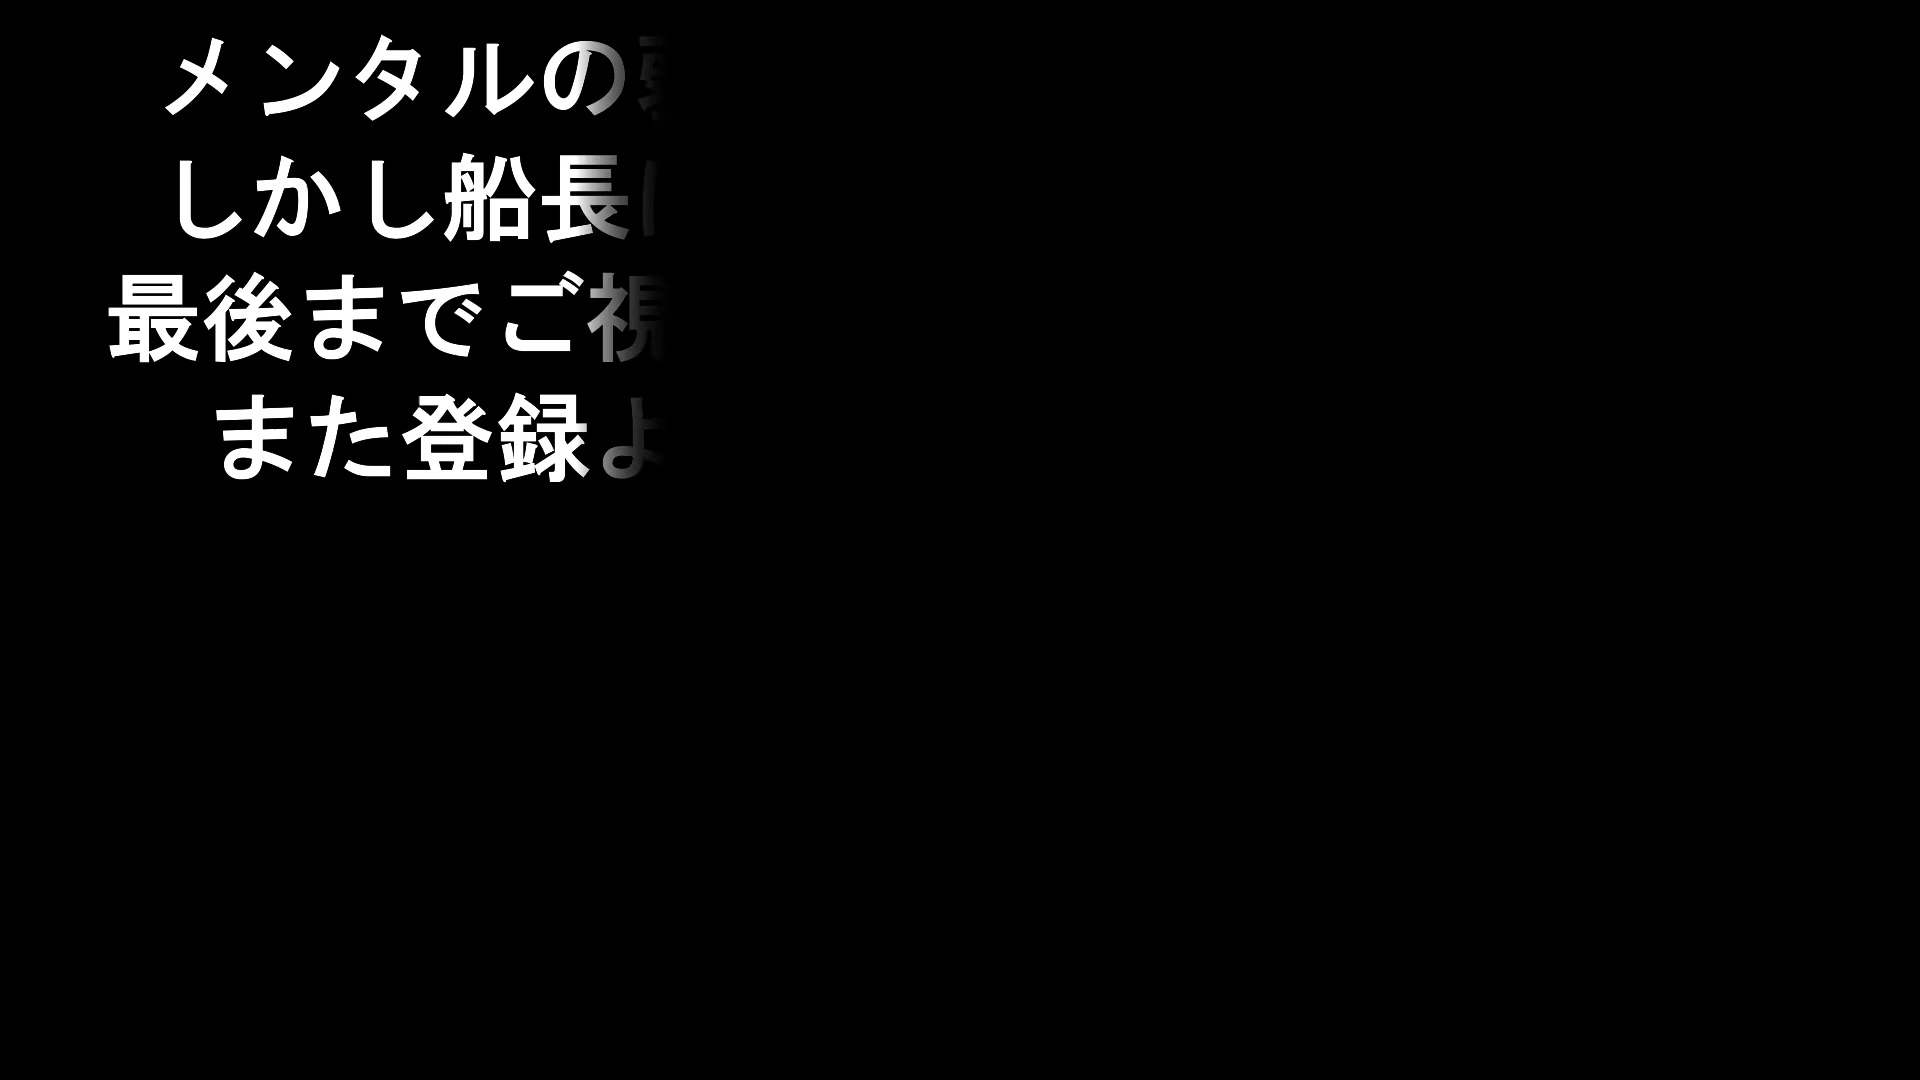 メンタルの
しかし船長
最後までご視
また登録よ